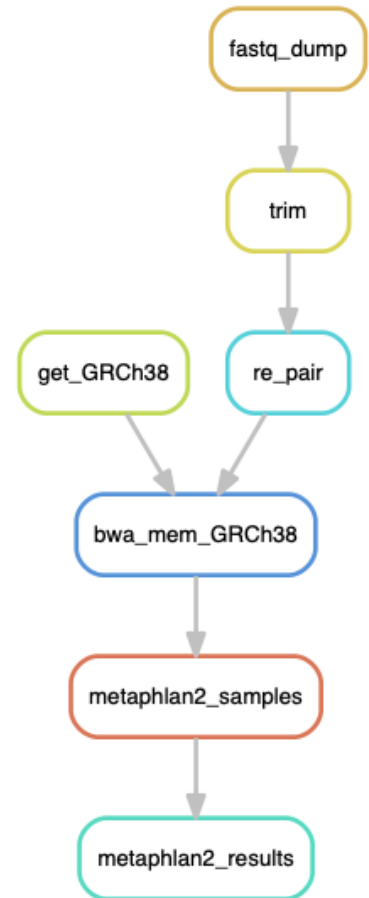 fastq_dump
trim
get_GRCh38
re_pair
bwa_mem_GRCh38
metaphlan2_samples
metaphlan2_results